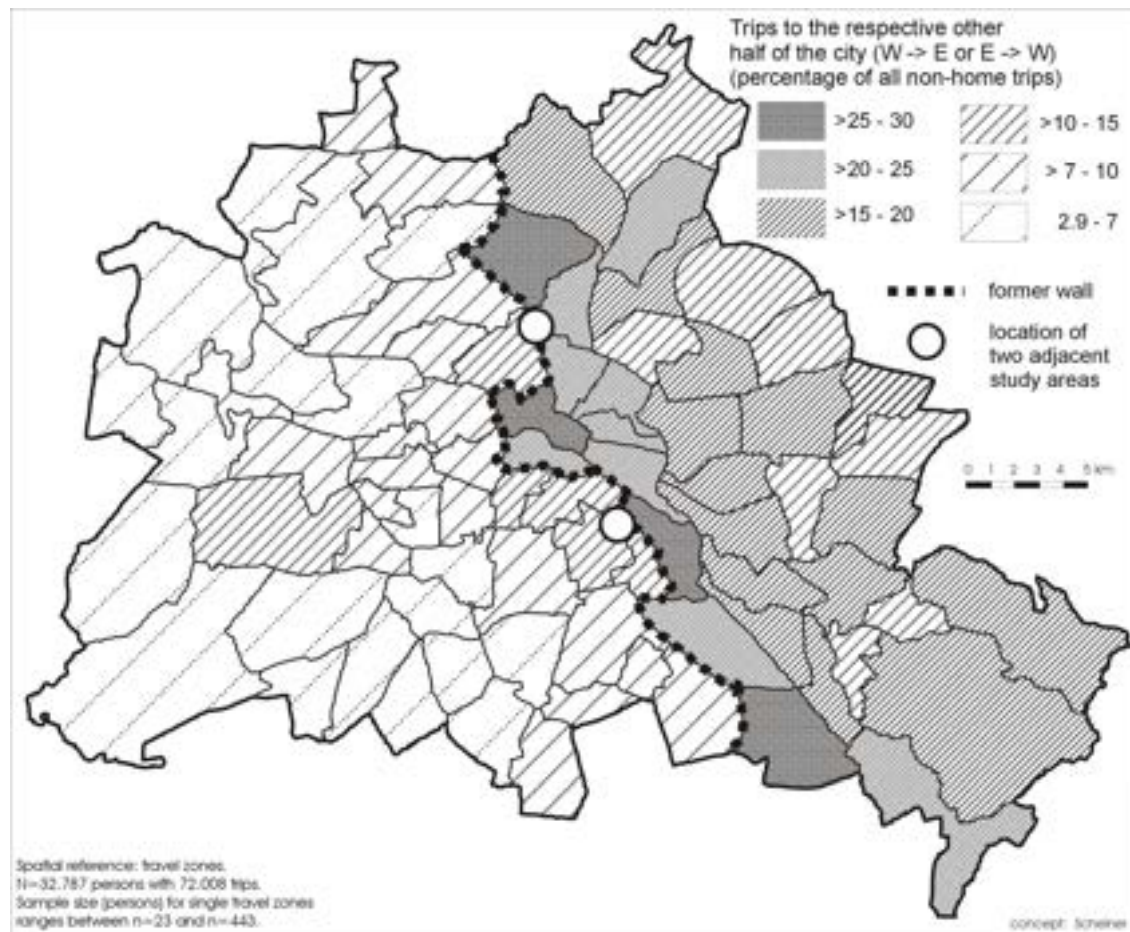 Trips to the respective other
half of the city (W -> E or E -> W)
(percentage of all non-home trips)
>25 - 30
>10 - 15
>20 - 25
> 7 - 10
>15 - 20
2.9 - 7
former wall
location of
two adjacent
study areas
0 1 2 3 4 5 km
Spatial reference: travel zones.
N=32.787 persons with 72.008 trips.
Sample size (persons) for single travel zones
ranges between n=23 and n=443.
concept: Scheiner